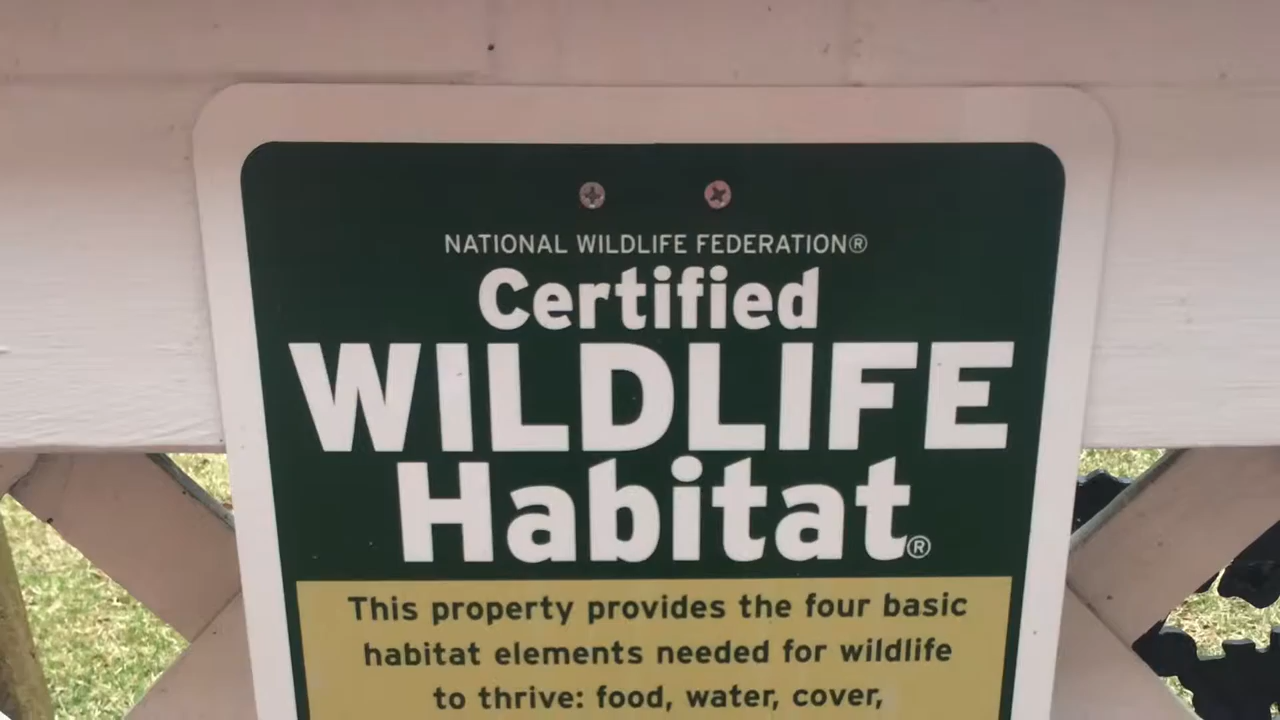 NATIONAL WILDLIFE FEDERATION®
Certified
WILDLIFE
Habitat®
This property provides the four basic
habitat elements needed for wildlife
to thrive: food, water, cover,